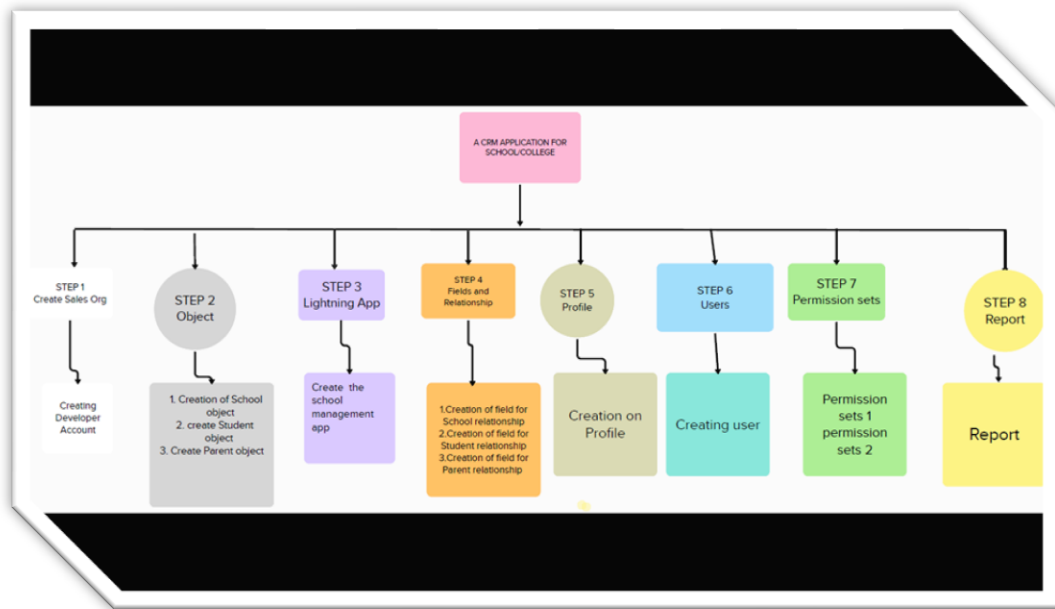 A CRM APPLICATION FOR
SCHOOL/COLLEGE
STEP 1
Create Sales Org
STEP 2
Object
STEP 3
Lightning App
STEP 4
Fields and
Relationship
STEP 5
Profile
STEP 6
Users
STEP 7
Permission sets
STEP 8
Report
Creating
Developer
Account
1. Creation of School
object
2. create Student
object
3. Create Parent object
Create the
school
management
app
1.Creation of field for
School relationship
2.Creation of field for
Student relationship
3.Creation of field for
Parent relationship
Creation on
Profile
Creating user
Permission
sets 1
permission
sets 2
Report